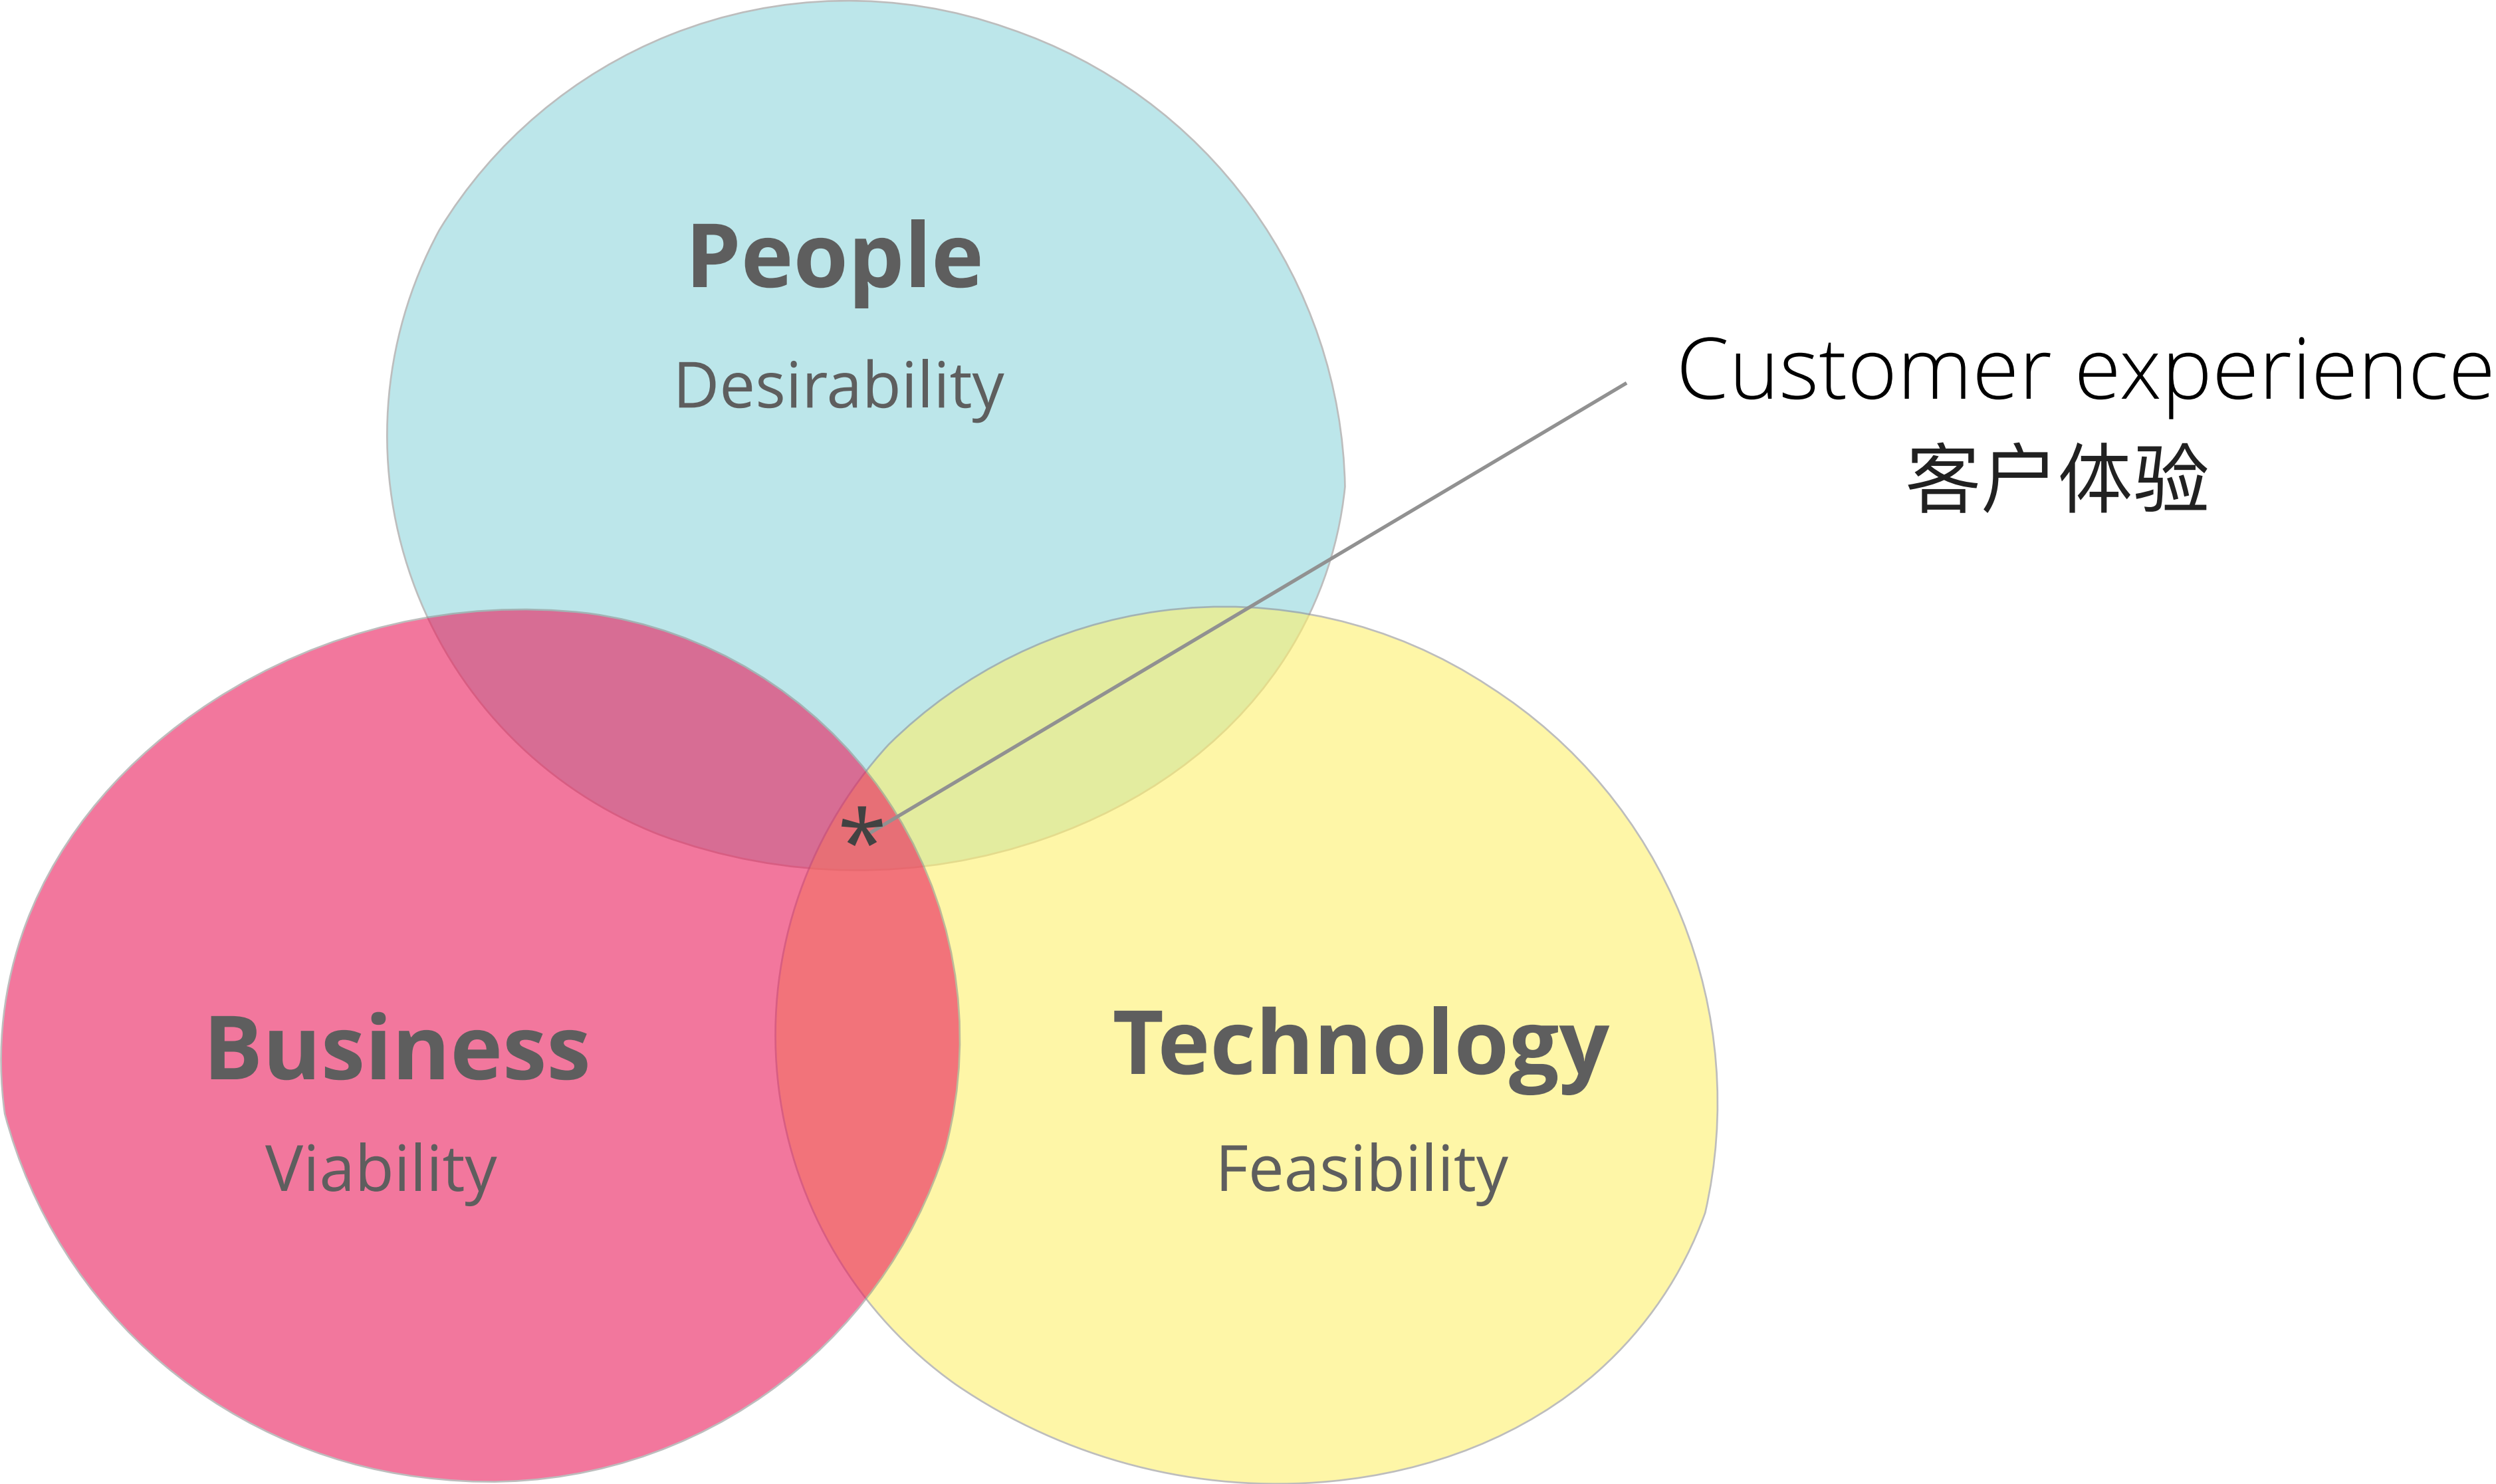 People
Desirability
Customer experience
客户体验
*
Business
Viability
Technology
Feasibility